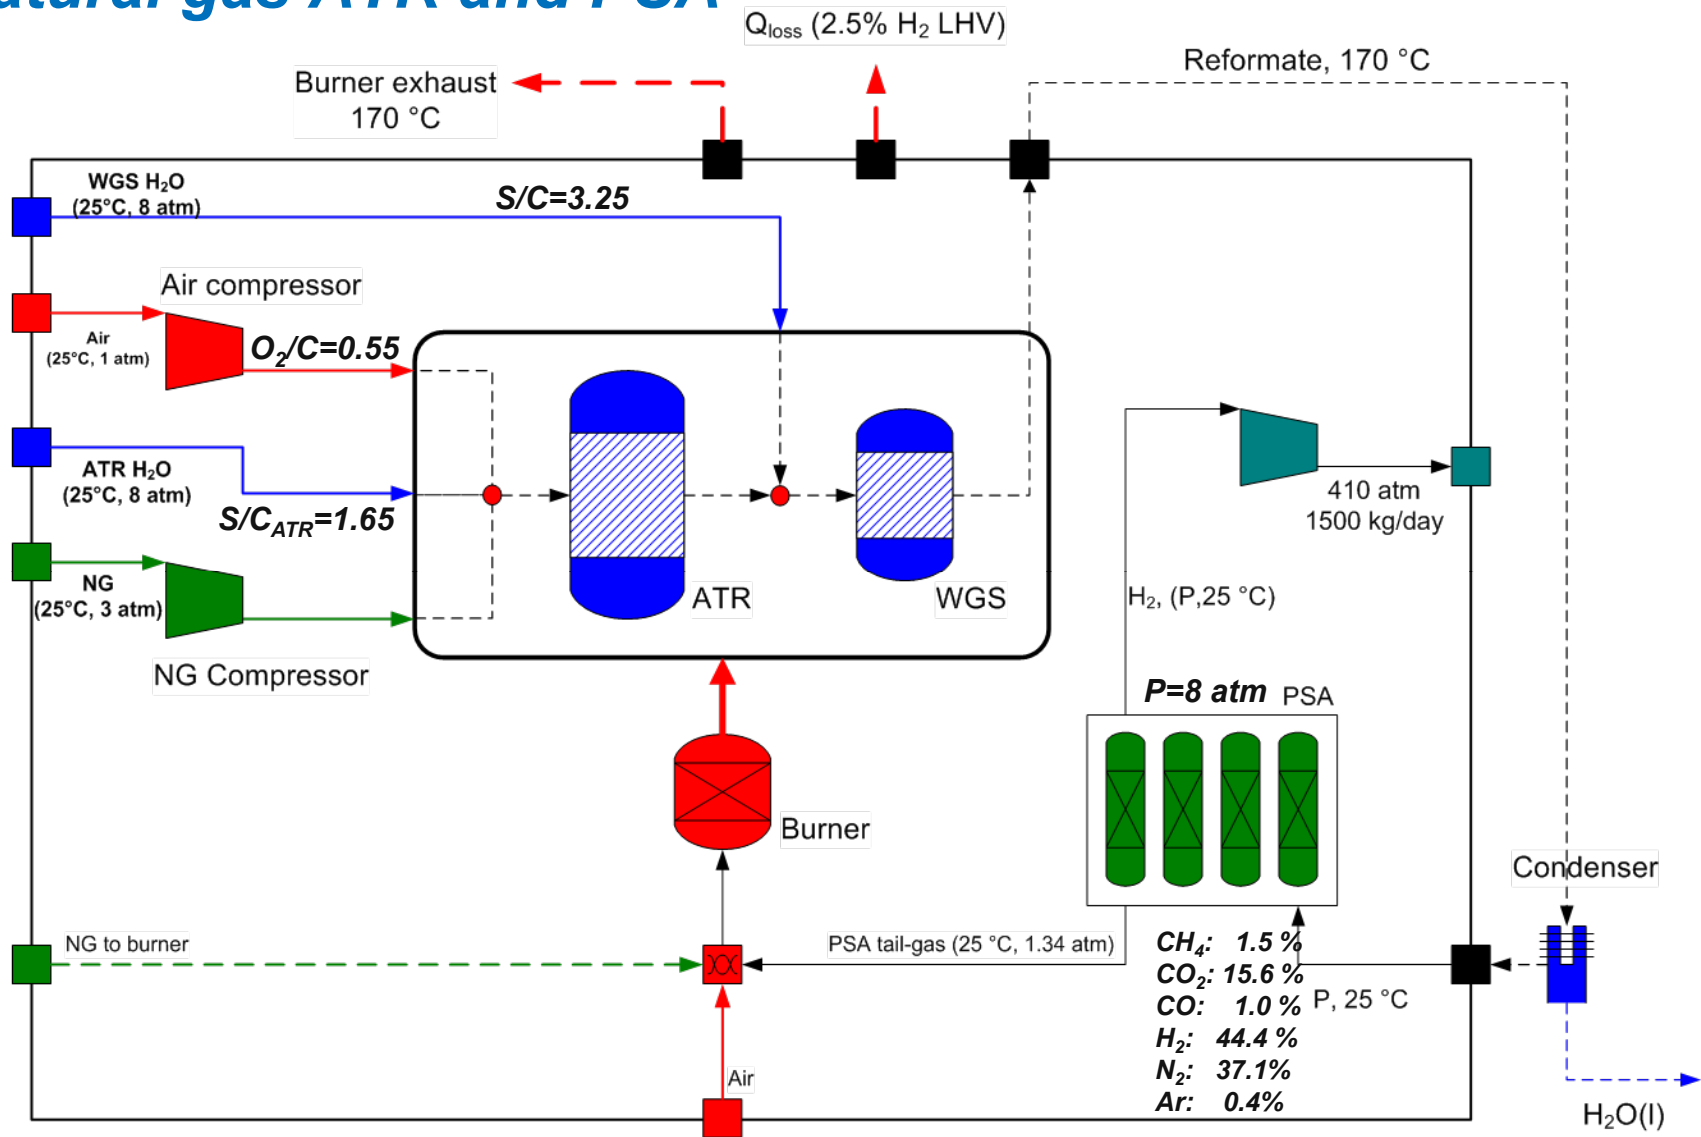 atural gas ATR and PSA
Q_loss (2.5% H₂ LHV)
Burner exhaust
170 °C
Reformate, 170 °C
WGS H₂O
(25°C, 8 atm)
S/C=3.25
Air compressor
Air
(25°C, 1 atm)
O₂/C=0.55
ATR H₂O
(25°C, 8 atm)
S/C_ATR=1.65
NG
(25°C, 3 atm)
NG Compressor
ATR
WGS
410 atm
1500 kg/day
H₂, (P,25 °C)
P=8 atm PSA
Burner
Condenser
NG to burner
PSA tail-gas (25 °C, 1.34 atm)
CH₄: 1.5 %
CO₂: 15.6 %
CO: 1.0 %
H₂: 44.4 %
N₂: 37.1%
Ar: 0.4%
P, 25 °C
Air
H₂O(l)